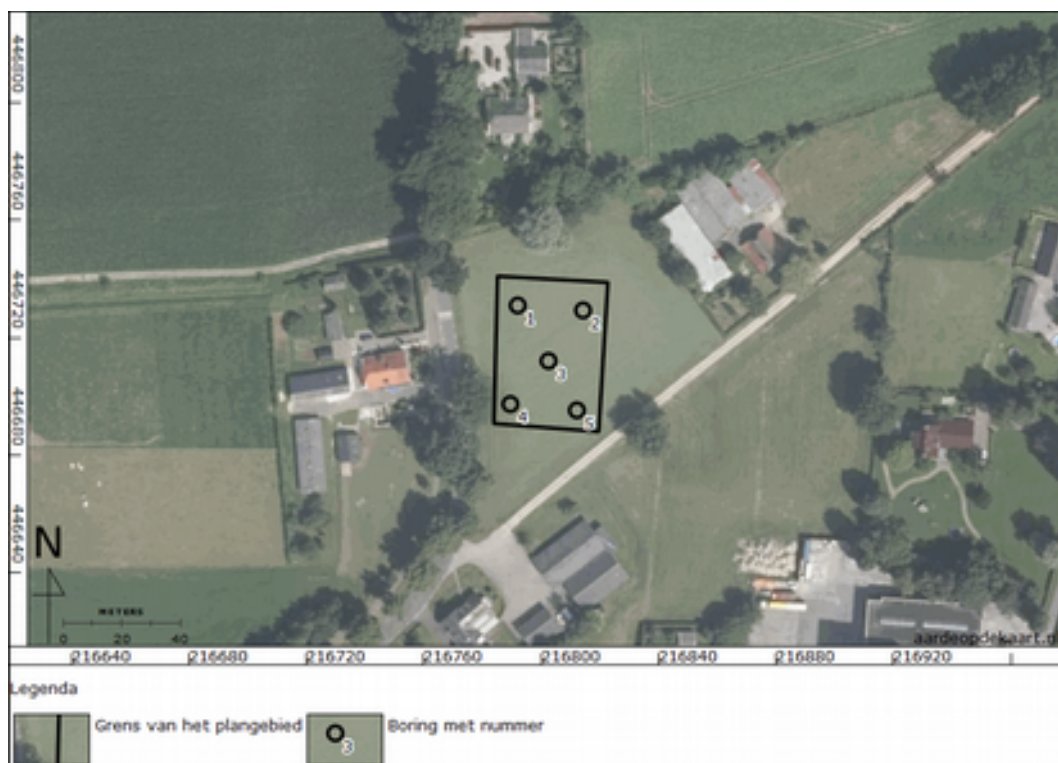 446800
446760
446720
446680
446640
1
2
3
4
5
N
METERS
0 20 40
aardeopdekaart.n
216640 216680 216720 216760 216800 216840 216880 216920
Legenda
Grens van het plangebied
3
Boring met nummer